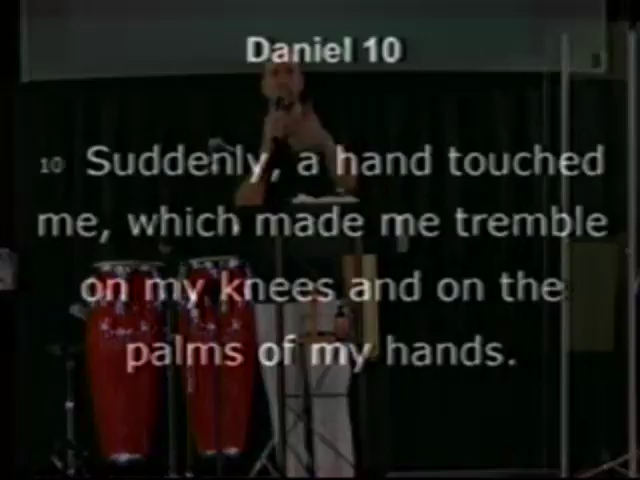 Daniel 10
10 Suddenly, a hand touched
me, which made me tremble
on my knees and on the
palms of my hands.